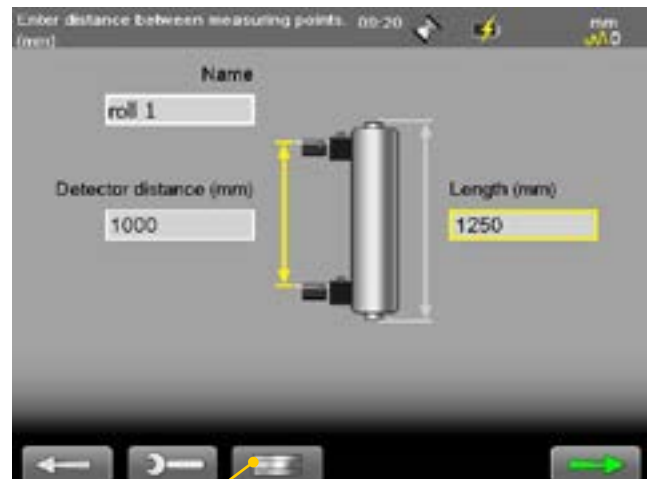 Enter distance between measuring points. 09:20
(mm)
mm
0
Name
roll 1
Detector distance (mm)
1000
Length (mm)
1250